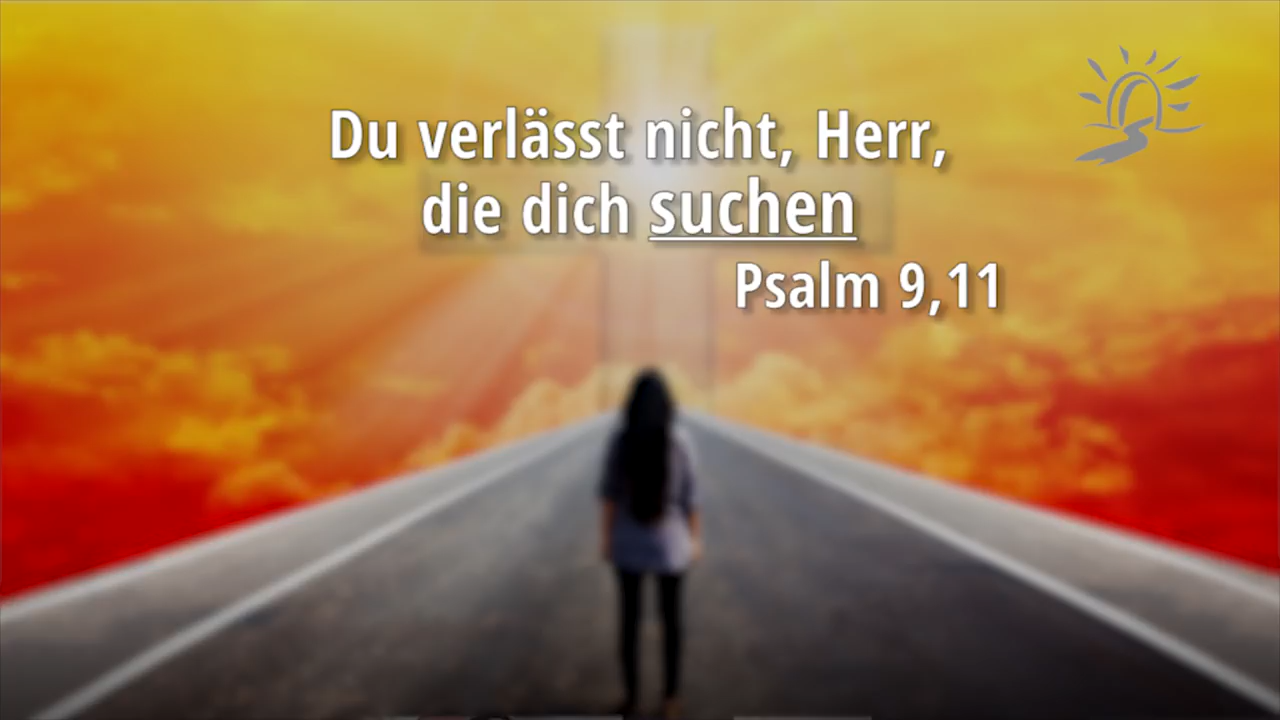 Du verlässt nicht, Herr,
die dich suchen
Psalm 9,11